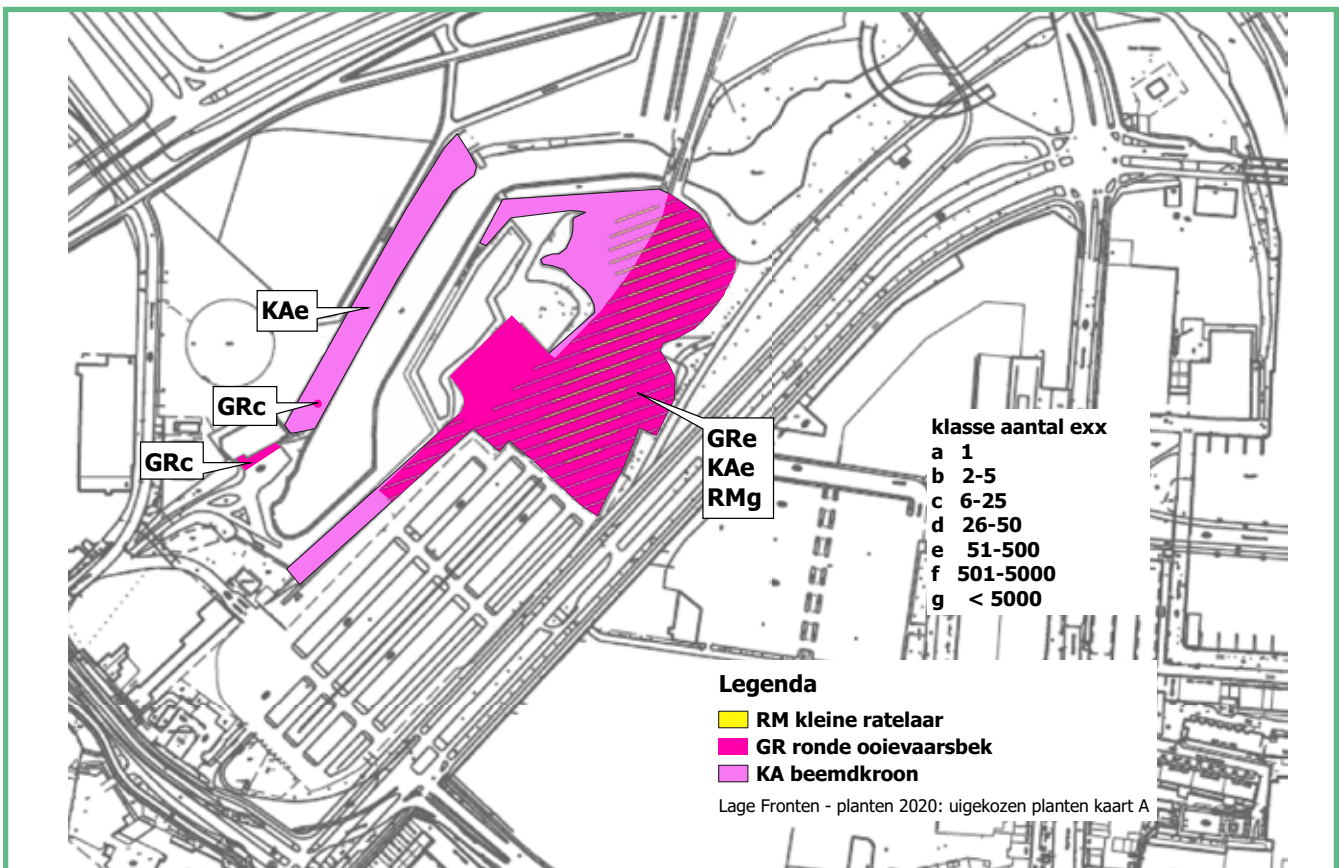 KAe
GRc
GRc
GRe
KAe
RMg
klasse aantal exx
a 1
b 2-5
c 6-25
d 26-50
e 51-500
f 501-5000
g < 5000
Legenda
RM kleine ratelaar
GR ronde ooievaarsbek
KA beemdkroon
Lage Fronten - planten 2020: uigekozen planten kaart A